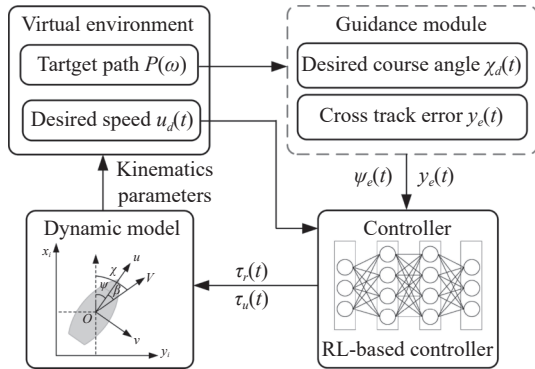 Virtual environment
Tartget path P(ω)
Desired speed u_d(t)
Guidance module
Desired course angle χ_d(t)
Cross track error y_e(t)
Kinematics
parameters
ψ_e(t) y_e(t)
Dynamic model
x_i
χ
u
ψ
β
V
O
v
y_i
τ_r(t)
τ_u(t)
Controller
RL-based controller